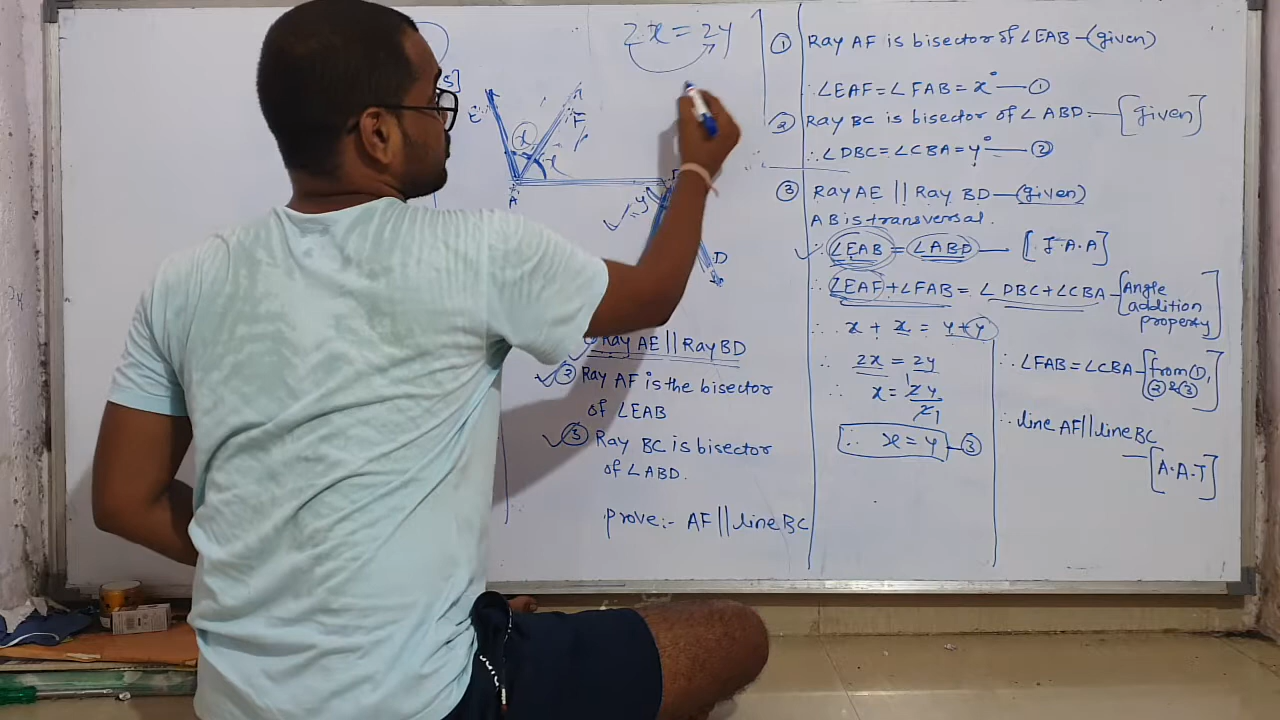 2x = 2y
S]
E
F
x
x
A
y
D
Ray AE || Ray BD
② Ray AF is the bisector
of ∠EAB
③ Ray BC is bisector
of ∠ABD.
prove:- AF || line BC
① Ray AF is bisector of ∠EAB-(given)
∴ ∠EAF=∠FAB = x° — ①
② Ray BC is bisector of ∠ABD. — [Given]
∴ ∠DBC=∠CBA=y° — ②
③ Ray AE || Ray BD — (given)
AB is transversal.
∴ ∠EAB = ∠ABD — [I.A.A]
∴ ∠EAF+∠FAB = ∠DBC+∠CBA - [Angle
addition
property]
∴ x + x = y+y
∴ 2x = 2y
∴ x = 2y/2
∴ x = y — ③
∴ ∠FAB=∠CBA - [from ①,
② & ③]
∴ line AF || line BC
— [A.A.T]